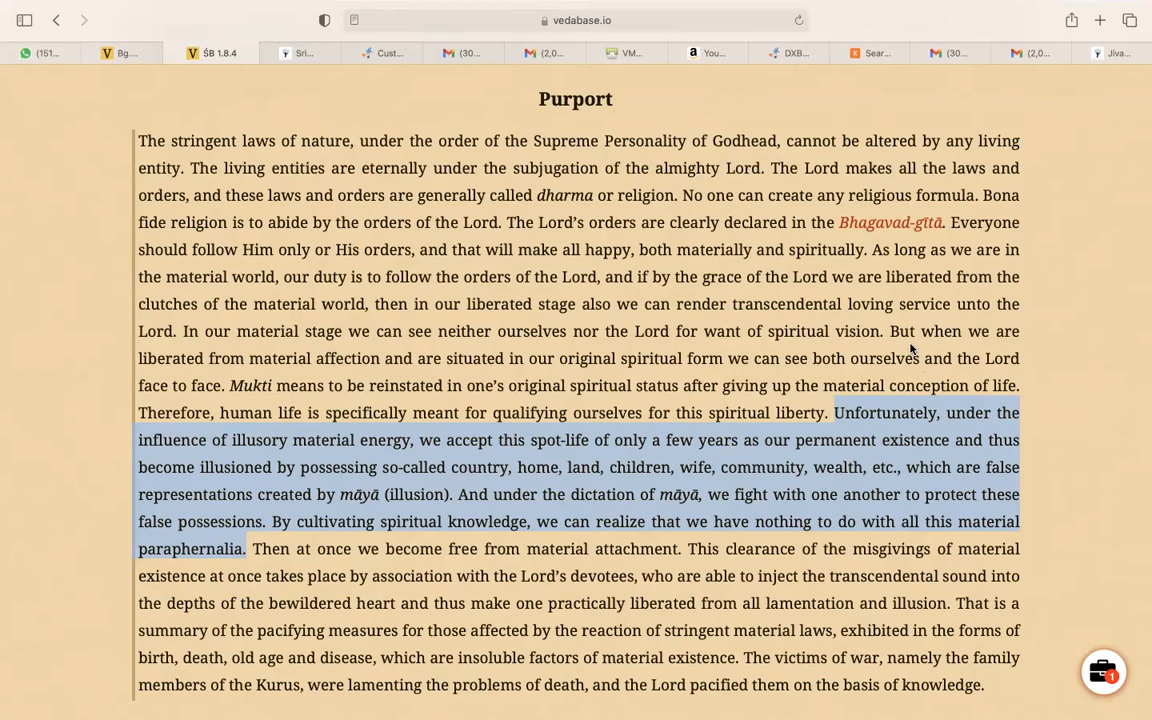 vedabase.io
(151...
Bg....
ŚB 1.8.4
Sri...
Cust...
(30...
(2,0...
VM...
You...
DXB...
Sear...
(30...
(2,0...
Jiva...
Purport
The stringent laws of nature, under the order of the Supreme Personality of Godhead, cannot be altered by any living
entity. The living entities are eternally under the subjugation of the almighty Lord. The Lord makes all the laws and
orders, and these laws and orders are generally called dharma or religion. No one can create any religious formula. Bona
fide religion is to abide by the orders of the Lord. The Lord’s orders are clearly declared in the Bhagavad-gītā. Everyone
should follow Him only or His orders, and that will make all happy, both materially and spiritually. As long as we are in
the material world, our duty is to follow the orders of the Lord, and if by the grace of the Lord we are liberated from the
clutches of the material world, then in our liberated stage also we can render transcendental loving service unto the
Lord. In our material stage we can see neither ourselves nor the Lord for want of spiritual vision. But when we are
liberated from material affection and are situated in our original spiritual form we can see both ourselves and the Lord
face to face. Mukti means to be reinstated in one’s original spiritual status after giving up the material conception of life.
Therefore, human life is specifically meant for qualifying ourselves for this spiritual liberty. Unfortunately, under the
influence of illusory material energy, we accept this spot-life of only a few years as our permanent existence and thus
become illusioned by possessing so-called country, home, land, children, wife, community, wealth, etc., which are false
representations created by māyā (illusion). And under the dictation of māyā, we fight with one another to protect these
false possessions. By cultivating spiritual knowledge, we can realize that we have nothing to do with all this material
paraphernalia. Then at once we become free from material attachment. This clearance of the misgivings of material
existence at once takes place by association with the Lord’s devotees, who are able to inject the transcendental sound into
the depths of the bewildered heart and thus make one practically liberated from all lamentation and illusion. That is a
summary of the pacifying measures for those affected by the reaction of stringent material laws, exhibited in the forms of
birth, death, old age and disease, which are insoluble factors of material existence. The victims of war, namely the family
members of the Kurus, were lamenting the problems of death, and the Lord pacified them on the basis of knowledge.
1